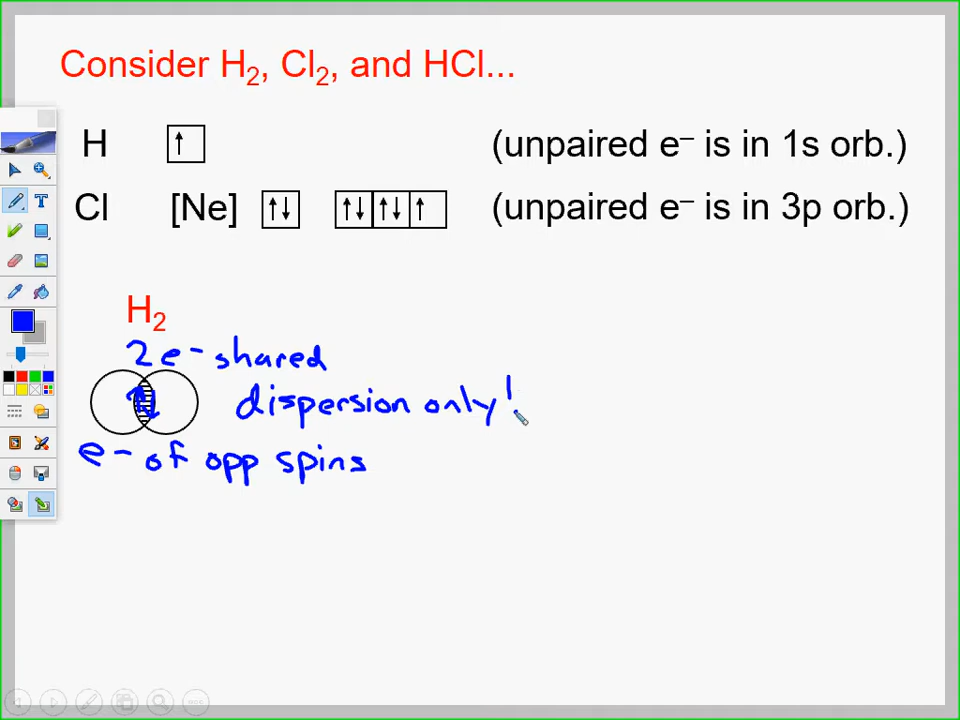 Consider H₂, Cl₂, and HCl...
H ↑ (unpaired e⁻ is in 1s orb.)
Cl [Ne] ↑↓ ↑↓ ↑↓ ↑ (unpaired e⁻ is in 3p orb.)
H₂
2e- shared
dispersion only!
e- of opp spins